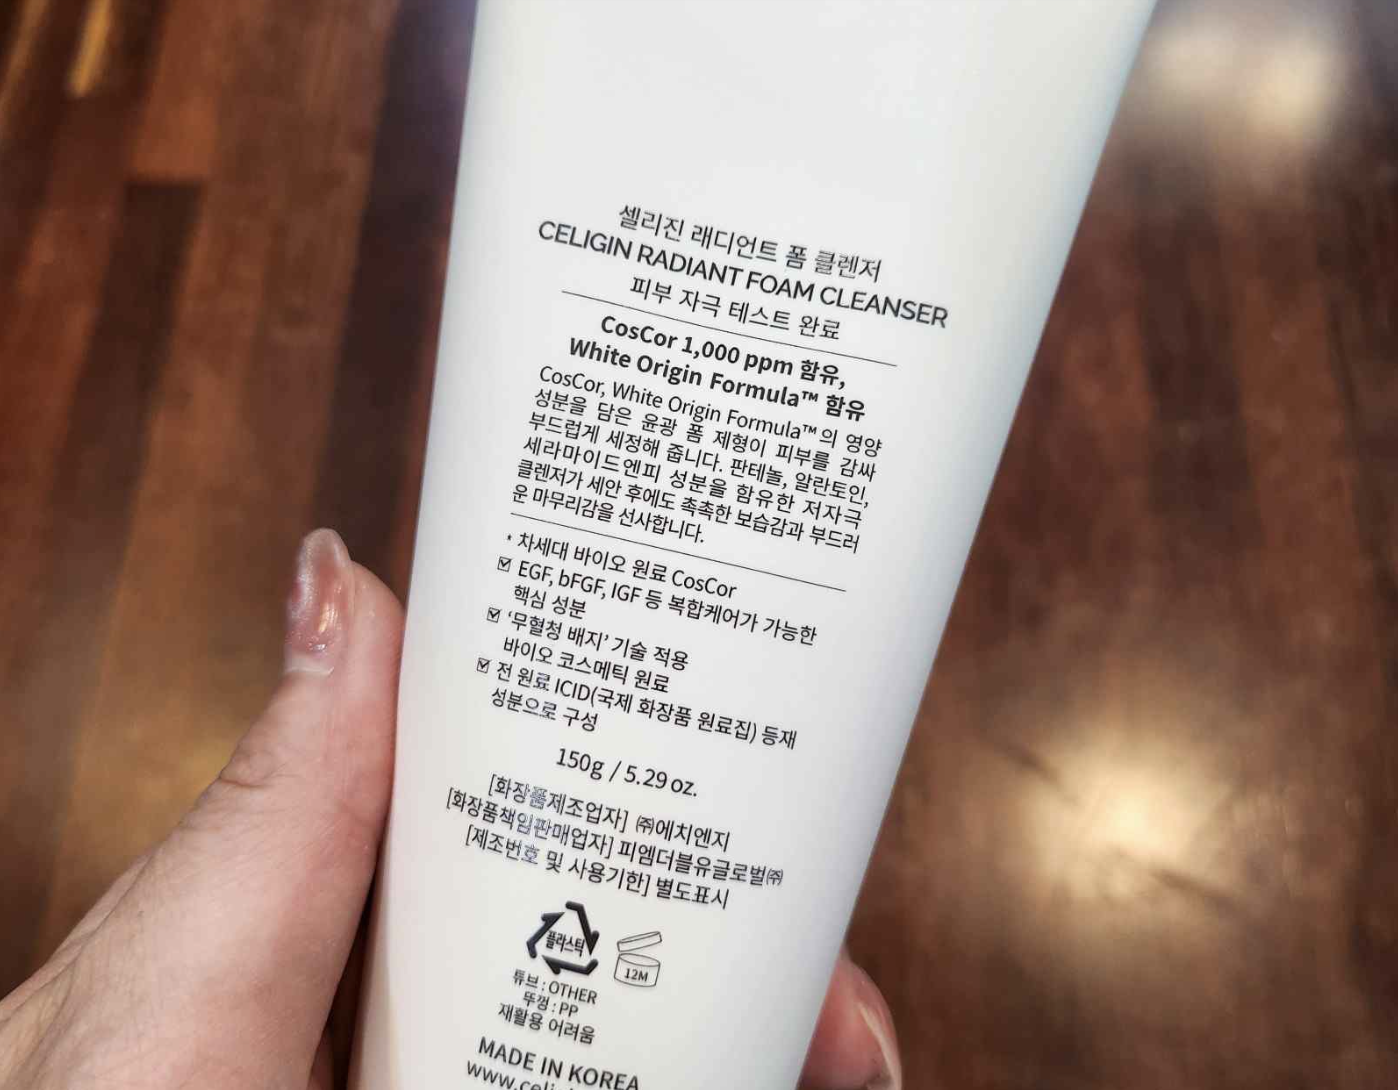 셀리진 래디언트 폼 클렌저
CELIGIN RADIANT FOAM CLEANSER
피부 자극 테스트 완료
CosCor 1,000 ppm 함유,
White Origin Formula™ 함유
CosCor, White Origin Formula™의 영양
성분을 담은 윤광 폼 제형이 피부를 감싸
부드럽게 세정해 줍니다. 판테놀, 알란토인,
세라마이드엔피 성분을 함유한 저자극
클렌저가 세안 후에도 촉촉한 보습감과 부드러
운 마무리감을 선사합니다.
* 차세대 바이오 원료 CosCor
☑ EGF, bFGF, IGF 등 복합케어가 가능한
핵심 성분
☑ '무혈청 배지' 기술 적용
바이오 코스메틱 원료
☑ 전 원료 ICID(국제 화장품 원료집) 등재
성분으로 구성
150g / 5.29 oz.
[화장품제조업자] ㈜에치엔지
[화장품책임판매업자] 피엠더블유글로벌㈜
[제조번호 및 사용기한] 별도표시
플라스틱
12M
튜브 : OTHER
뚜껑 : PP
재활용 어려움
MADE IN KOREA